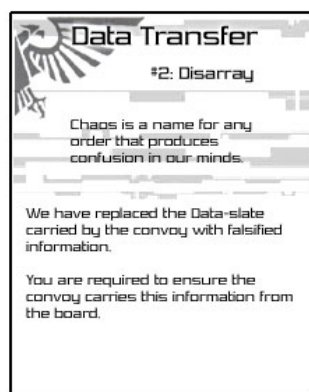 Data Transfer
#2: Disarray
Chaos is a name for any
order that produces
confusion in our minds.
We have replaced the Data-slate
carried by the convoy with falsified
information.
You are required to ensure the
convoy carries this information from
the board.